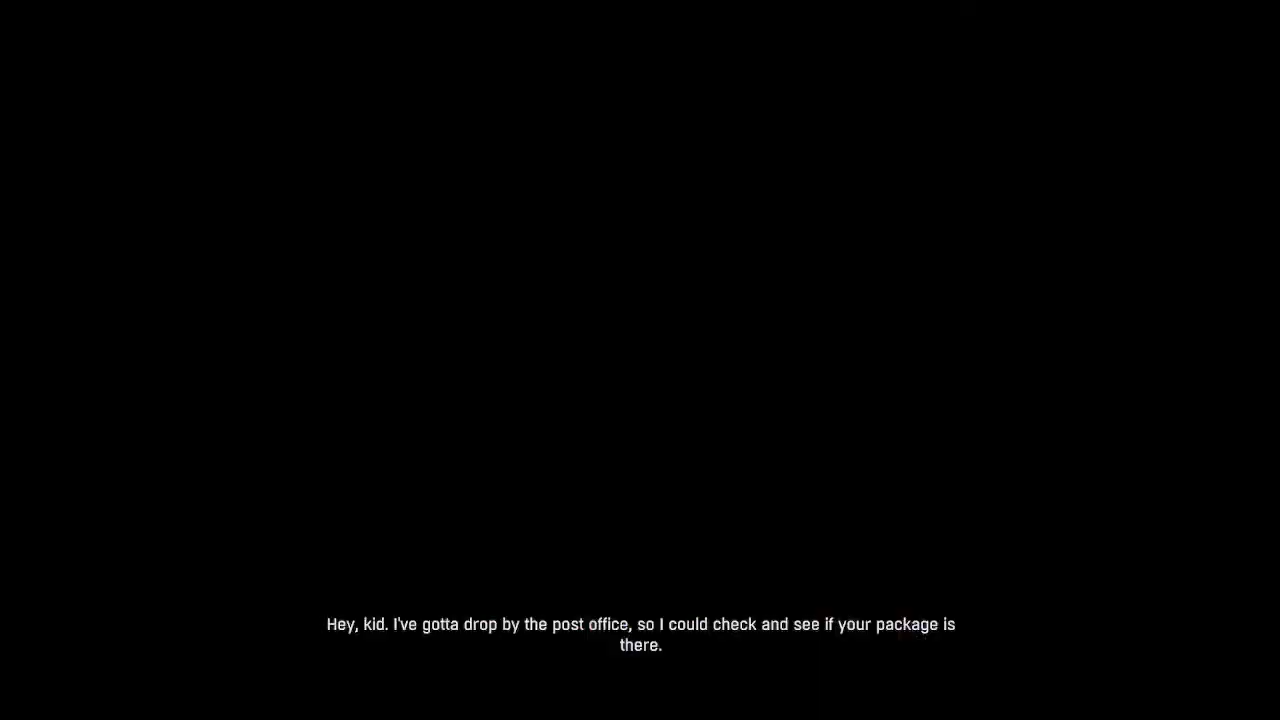 Hey, kid. I've gotta drop by the post office, so I could check and see if your package is
there.